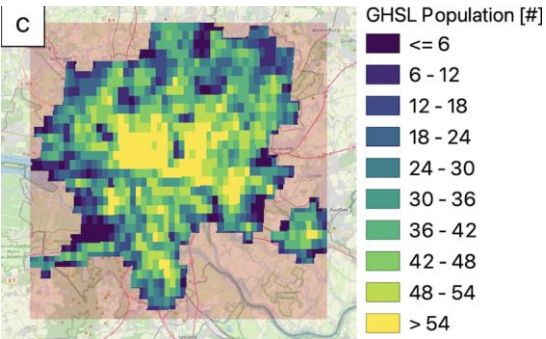 C
GHSL Population [#]
<= 6
6 - 12
12 - 18
18 - 24
24 - 30
30 - 36
36 - 42
42 - 48
48 - 54
> 54